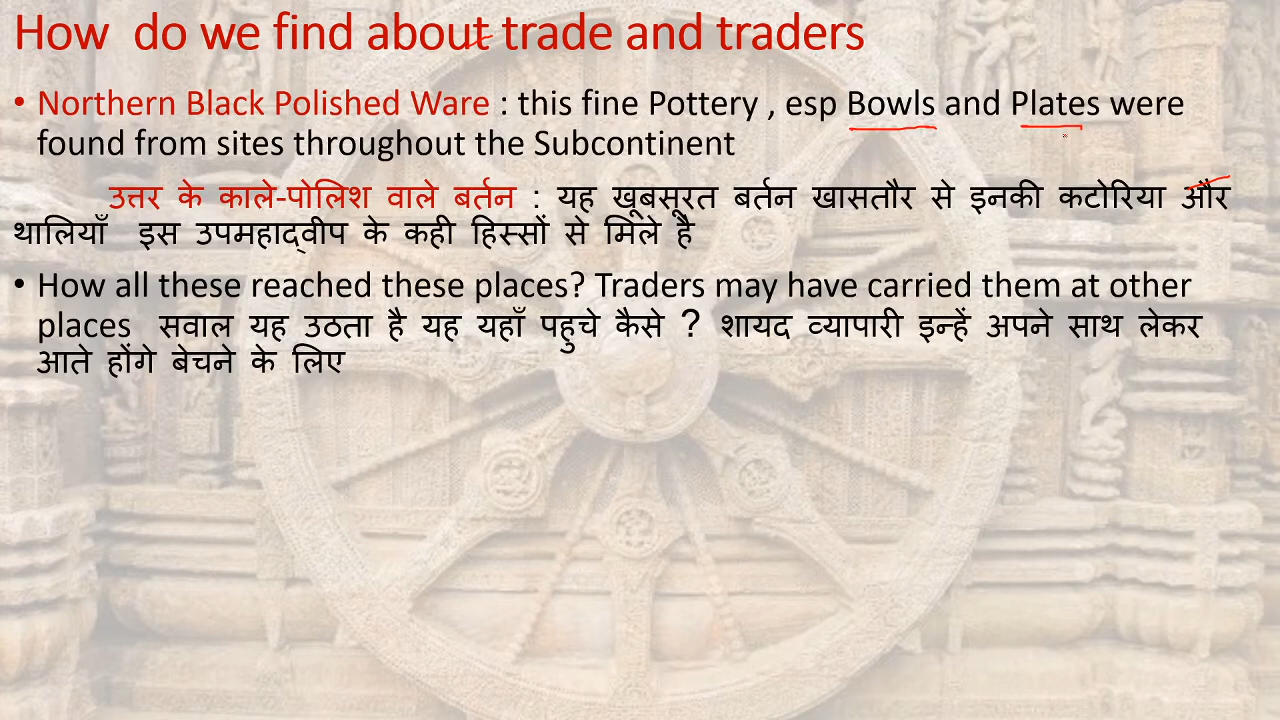 How do we find about trade and traders
• Northern Black Polished Ware : this fine Pottery , esp Bowls and Plates were
found from sites throughout the Subcontinent
उत्तर के काले-पोलिश वाले बर्तन : यह खूबसूरत बर्तन खासतौर से इनकी कटोरिया और
थालियाँ इस उपमहाद्वीप के कही हिस्सों से मिले है
• How all these reached these places? Traders may have carried them at other
places सवाल यह उठता है यह यहाँ पहुचे कैसे ? शायद व्यापारी इन्हें अपने साथ लेकर
आते होंगे बेचने के लिए